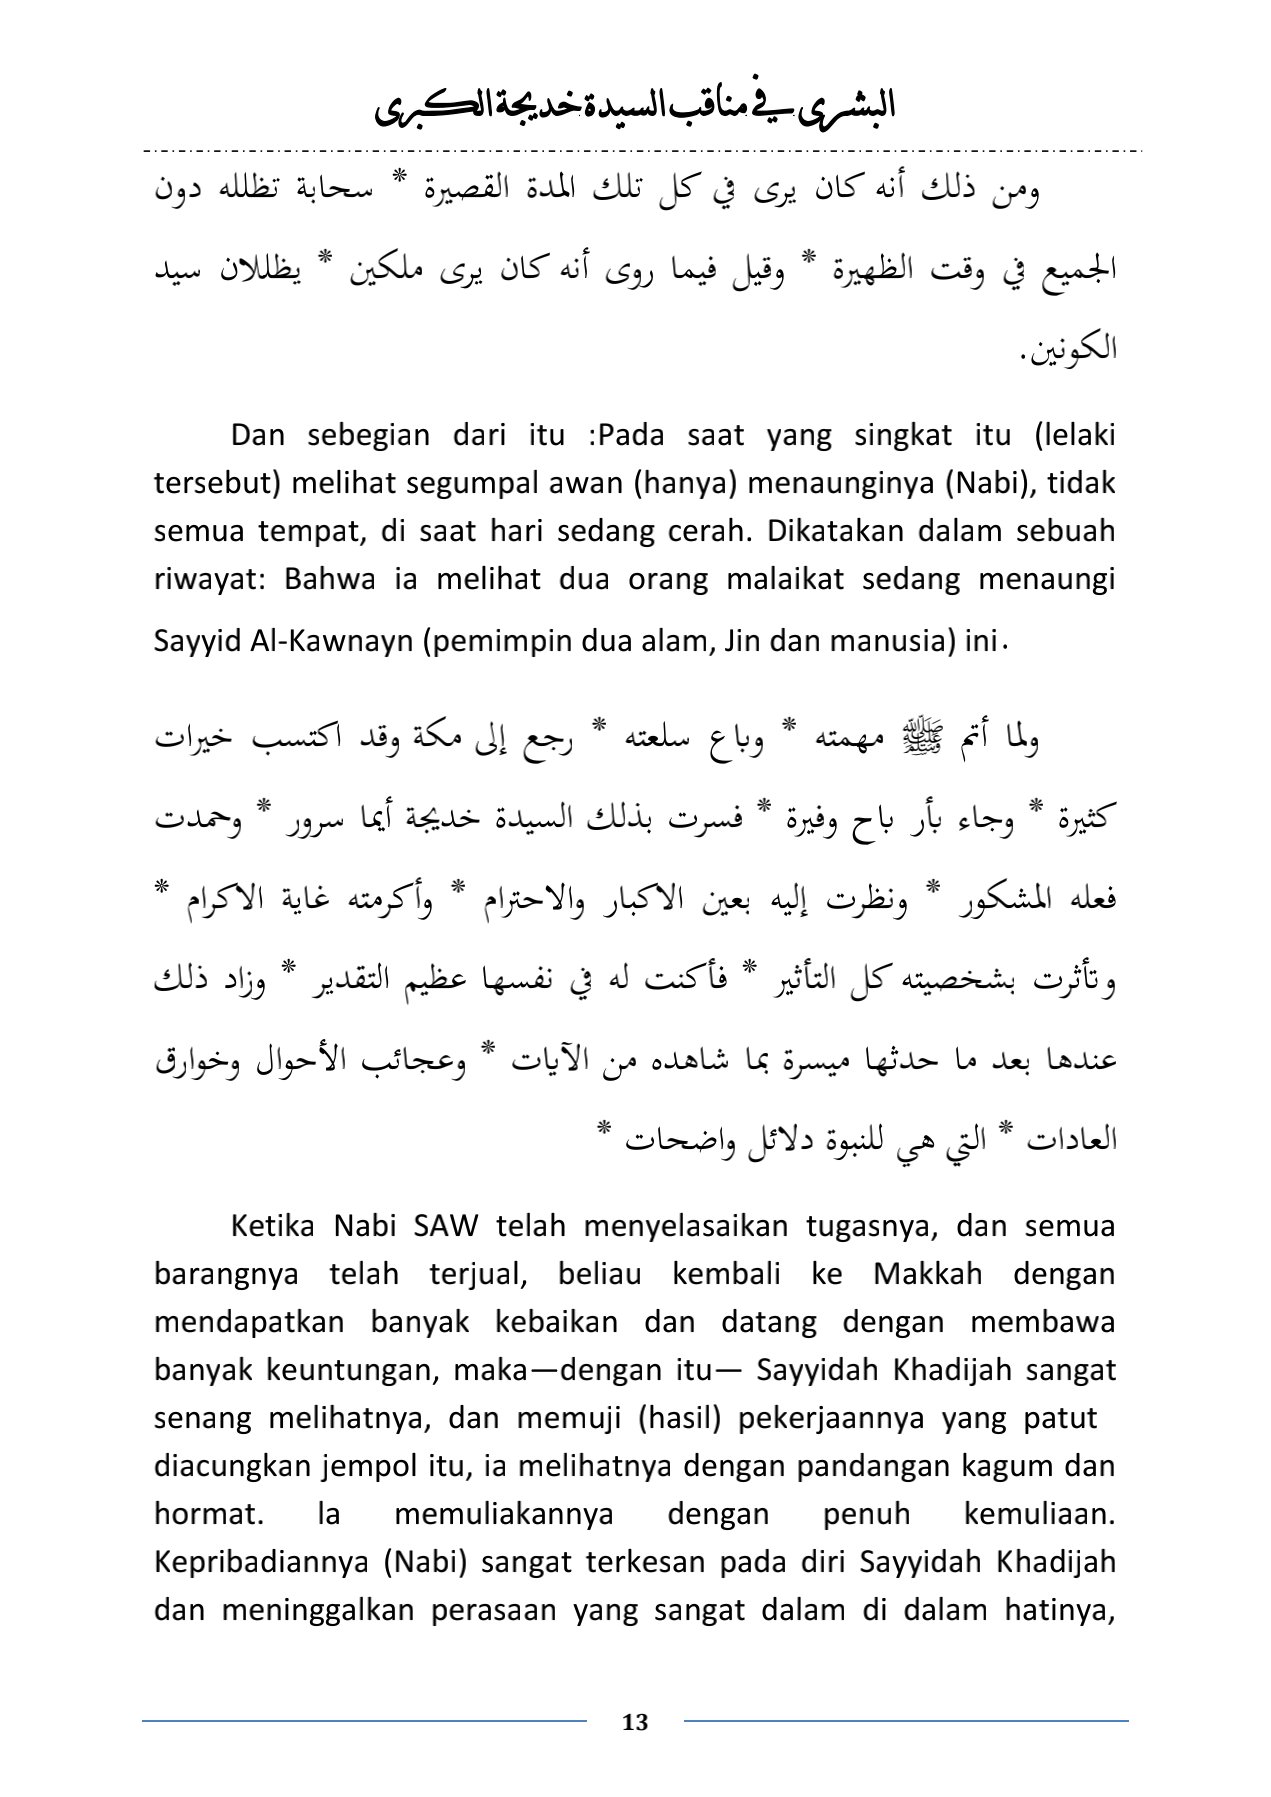 البشرى في مناقب السيدة خديجة الكبرى
ومن ذلك أنه كان يرى في كل تلك المدة القصيرة * سحابة تظلله دون
الجميع في وقت الظهيرة * وقيل فيما روى أنه كان يرى ملكين * يظللان سيد
الكونين.
Dan sebegian dari itu :Pada saat yang singkat itu (lelaki
tersebut) melihat segumpal awan (hanya) menaunginya (Nabi), tidak
semua tempat, di saat hari sedang cerah. Dikatakan dalam sebuah
riwayat: Bahwa ia melihat dua orang malaikat sedang menaungi
Sayyid Al-Kawnayn (pemimpin dua alam, Jin dan manusia) ini.
ولما أتم ﷺ مهمته * وباع سلعته * رجع إلى مكة وقد اكتسب خيرات
كثيرة * وجاء بأر باح وفيرة * فسرت بذلك السيدة خديجة أيما سرور * وحمدت
فعله المشكور * ونظرت إليه بعين الاكبار والاحترام * وأكرمته غاية الاكرام *
وتأثرت بشخصيته كل التأثير * فأكنت له في نفسها عظيم التقدير * وزاد ذلك
عندها بعد ما حدثها ميسرة بما شاهده من الآيات * وعجائب الأحوال وخوارق
العادات * التي هي للنبوة دلائل واضحات *
Ketika Nabi SAW telah menyelasaikan tugasnya, dan semua
barangnya telah terjual, beliau kembali ke Makkah dengan
mendapatkan banyak kebaikan dan datang dengan membawa
banyak keuntungan, maka—dengan itu— Sayyidah Khadijah sangat
senang melihatnya, dan memuji (hasil) pekerjaannya yang patut
diacungkan jempol itu, ia melihatnya dengan pandangan kagum dan
hormat. Ia memuliakannya dengan penuh kemuliaan.
Kepribadiannya (Nabi) sangat terkesan pada diri Sayyidah Khadijah
dan meninggalkan perasaan yang sangat dalam di dalam hatinya,
13